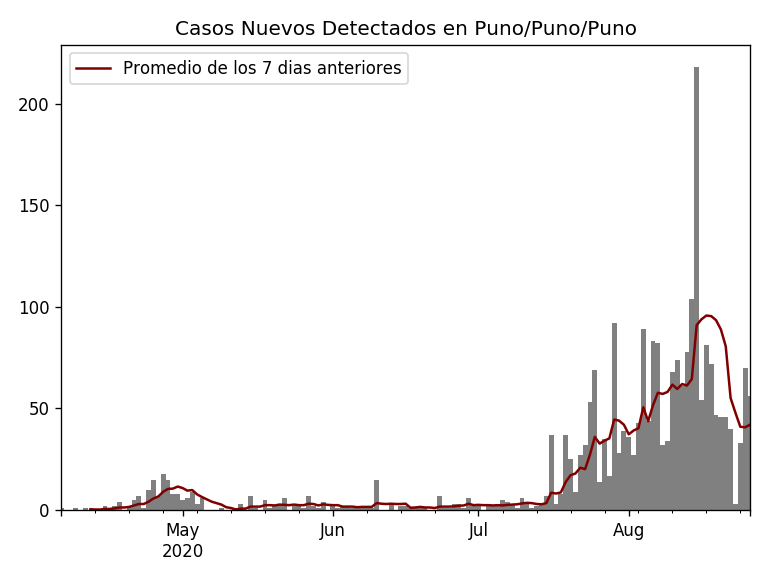 Casos Nuevos Detectados en Puno/Puno/Puno
Promedio de los 7 dias anteriores
200
150
100
50
0
May Jun Jul Aug
2020